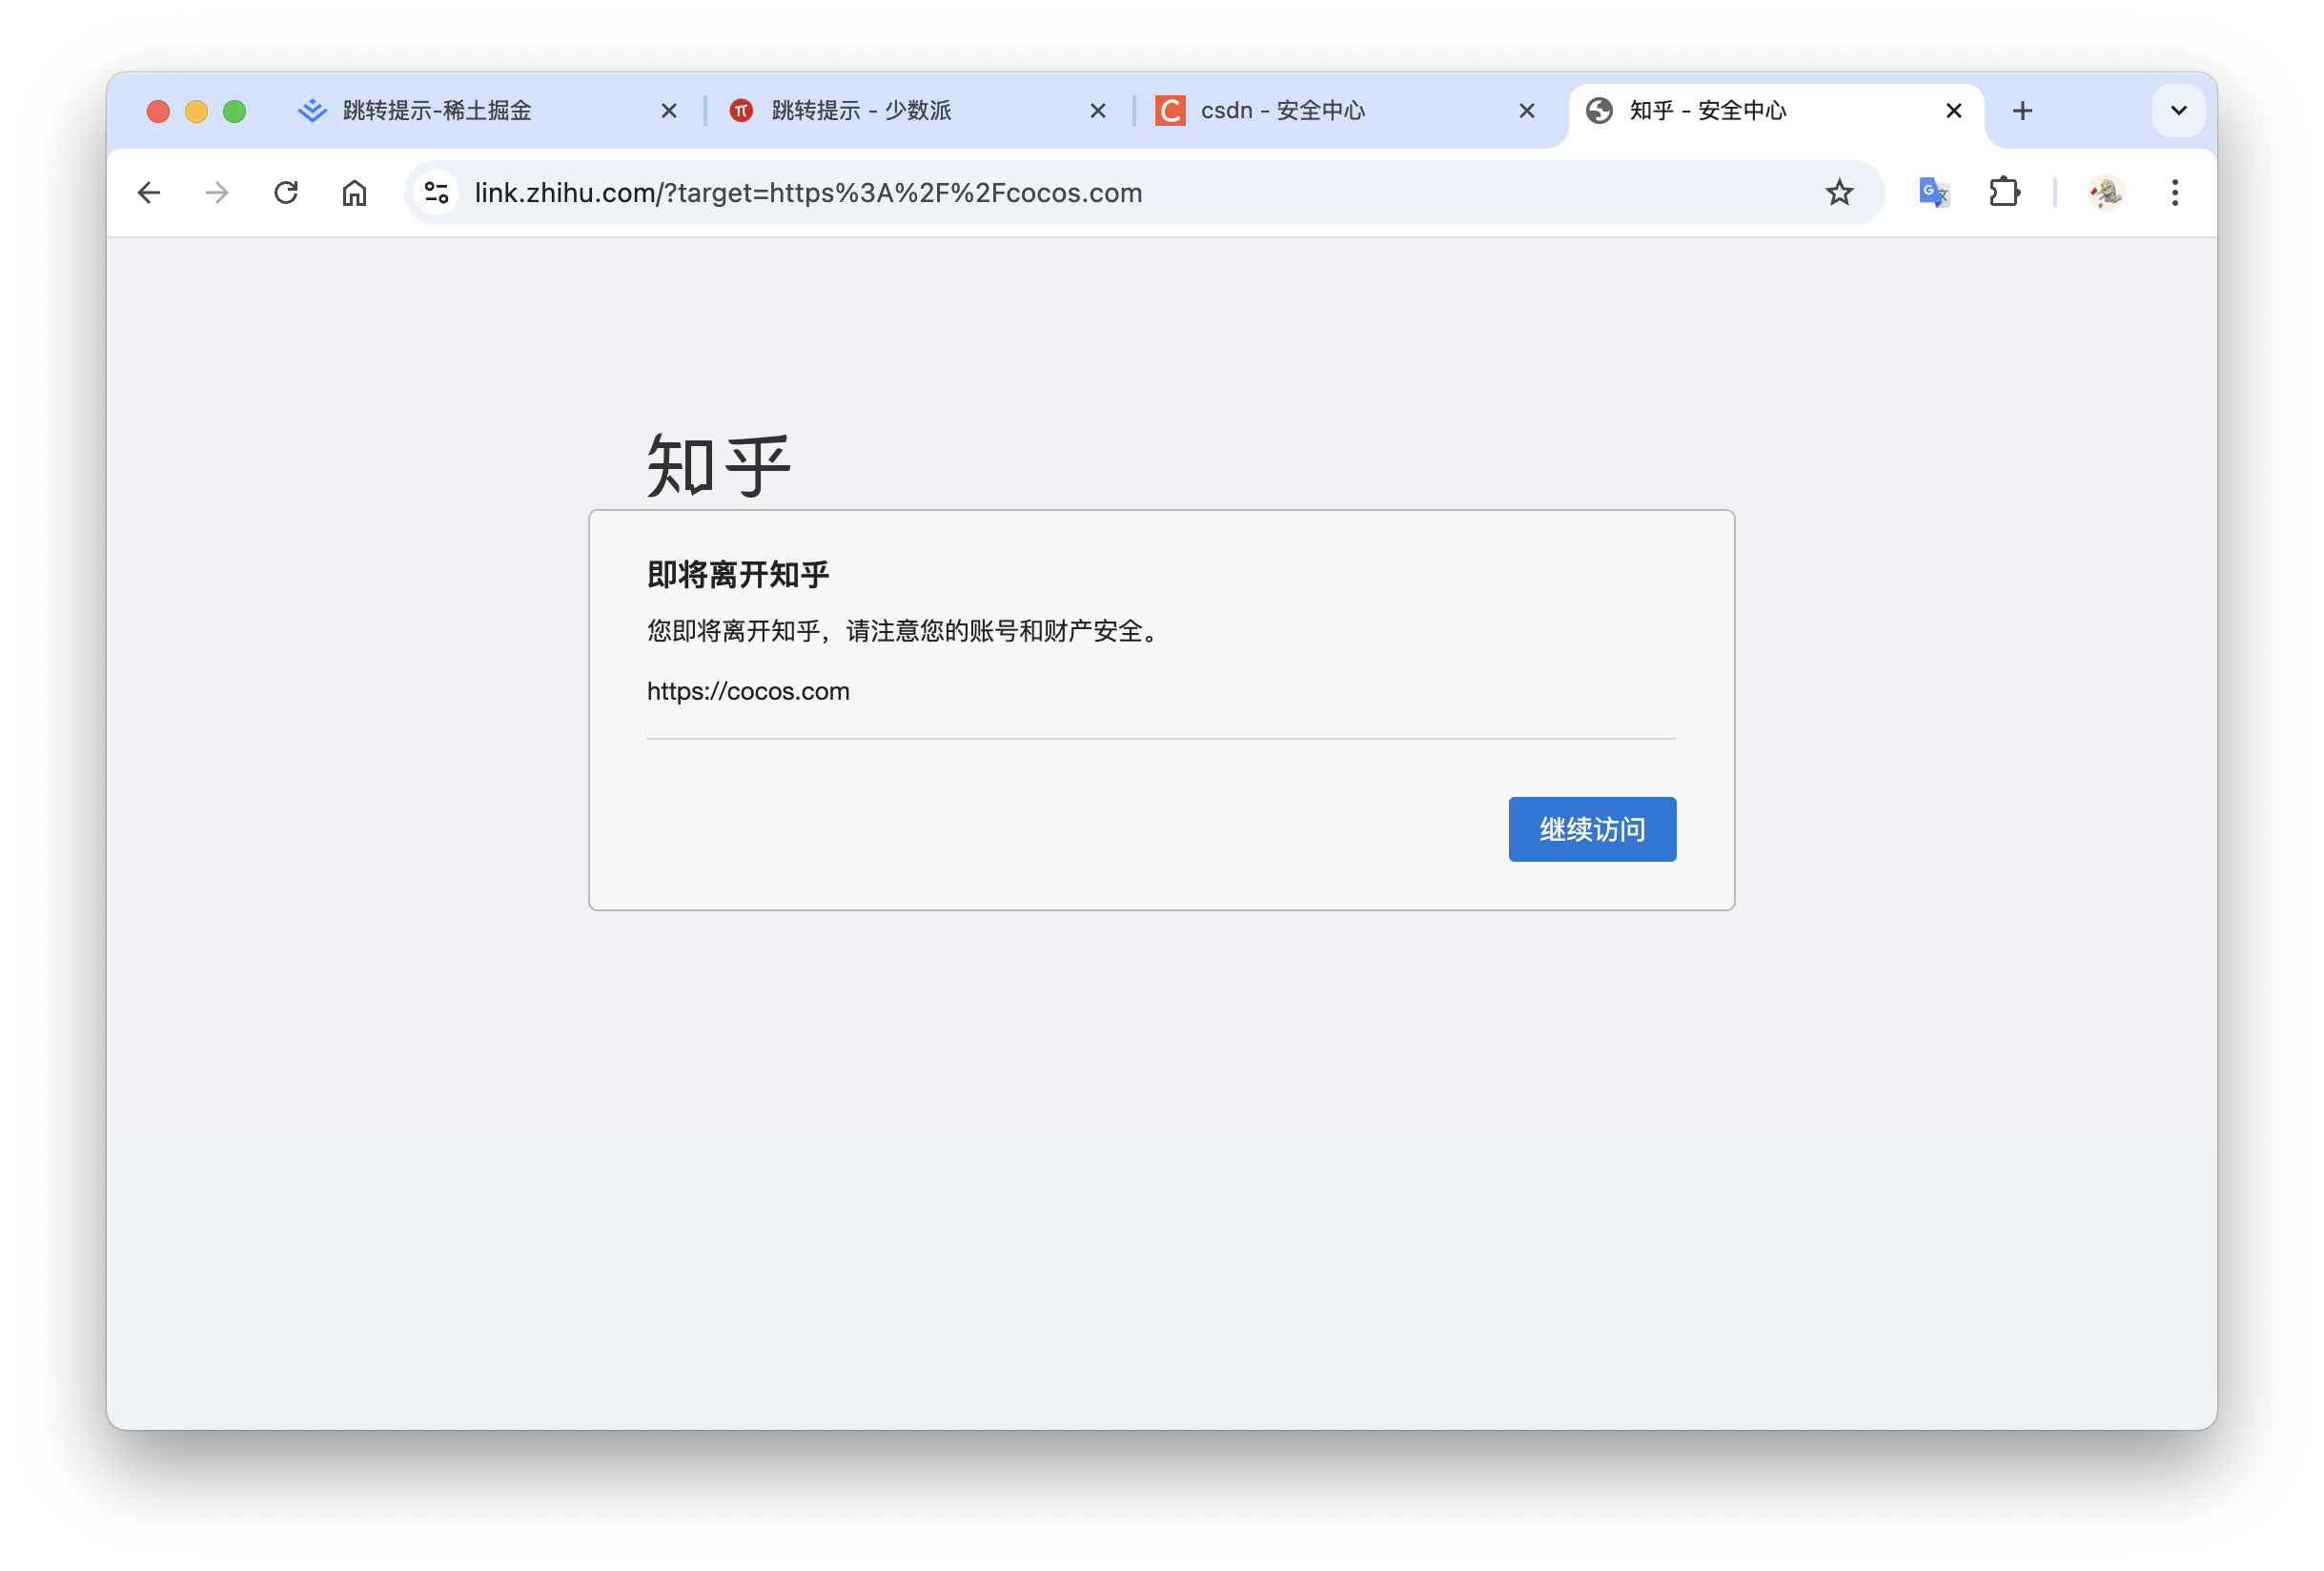 跳转提示-稀土掘金
跳转提示 - 少数派
csdn - 安全中心
知乎 - 安全中心
link.zhihu.com/?target=https%3A%2F%2Fcocos.com
知乎
即将离开知乎
您即将离开知乎，请注意您的账号和财产安全。
https://cocos.com
继续访问